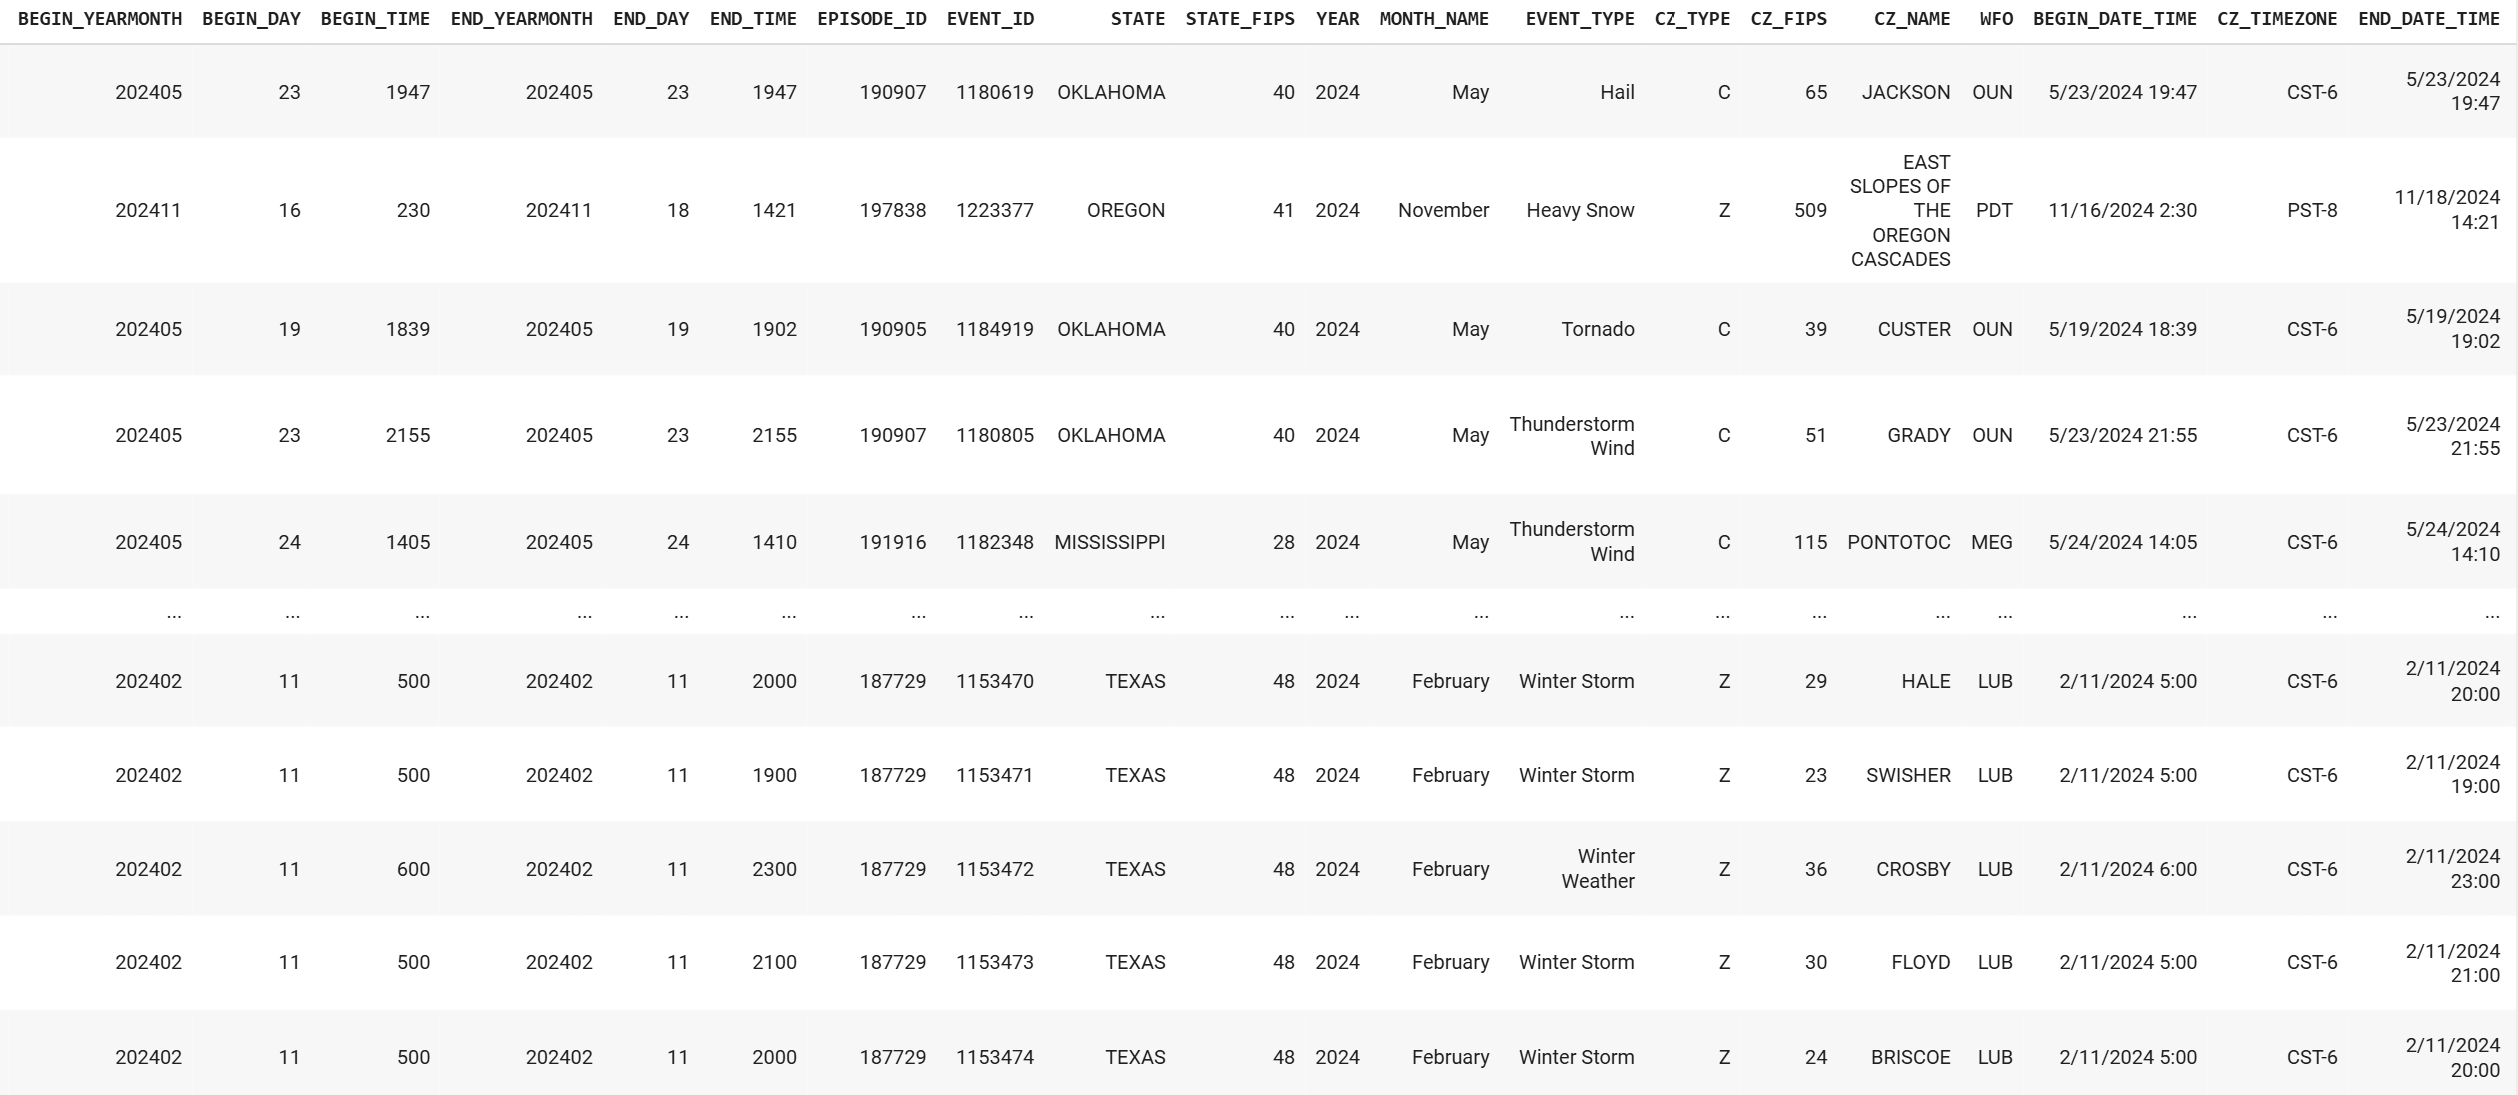 BEGIN_YEARMONTH BEGIN_DAY BEGIN_TIME END_YEARMONTH END_DAY END_TIME EPISODE_ID EVENT_ID STATE STATE_FIPS YEAR MONTH_NAME EVENT_TYPE CZ_TYPE CZ_FIPS CZ_NAME WFO BEGIN_DATE_TIME CZ_TIMEZONE END_DATE_TIME
202405 23 1947 202405 23 1947 190907 1180619 OKLAHOMA 40 2024 May Hail C 65 JACKSON OUN 5/23/2024 19:47 CST-6 5/23/2024
19:47
202411 16 230 202411 18 1421 197838 1223377 OREGON 41 2024 November Heavy Snow Z 509 EAST
SLOPES OF
THE
OREGON
CASCADES PDT 11/16/2024 2:30 PST-8 11/18/2024
14:21
202405 19 1839 202405 19 1902 190905 1184919 OKLAHOMA 40 2024 May Tornado C 39 CUSTER OUN 5/19/2024 18:39 CST-6 5/19/2024
19:02
202405 23 2155 202405 23 2155 190907 1180805 OKLAHOMA 40 2024 May Thunderstorm
Wind C 51 GRADY OUN 5/23/2024 21:55 CST-6 5/23/2024
21:55
202405 24 1405 202405 24 1410 191916 1182348 MISSISSIPPI 28 2024 May Thunderstorm
Wind C 115 PONTOTOC MEG 5/24/2024 14:05 CST-6 5/24/2024
14:10
... ... ... ... ... ... ... ... ... ... ... ... ... ... ... ... ... ... ... ...
202402 11 500 202402 11 2000 187729 1153470 TEXAS 48 2024 February Winter Storm Z 29 HALE LUB 2/11/2024 5:00 CST-6 2/11/2024
20:00
202402 11 500 202402 11 1900 187729 1153471 TEXAS 48 2024 February Winter Storm Z 23 SWISHER LUB 2/11/2024 5:00 CST-6 2/11/2024
19:00
202402 11 600 202402 11 2300 187729 1153472 TEXAS 48 2024 February Winter
Weather Z 36 CROSBY LUB 2/11/2024 6:00 CST-6 2/11/2024
23:00
202402 11 500 202402 11 2100 187729 1153473 TEXAS 48 2024 February Winter Storm Z 30 FLOYD LUB 2/11/2024 5:00 CST-6 2/11/2024
21:00
202402 11 500 202402 11 2000 187729 1153474 TEXAS 48 2024 February Winter Storm Z 24 BRISCOE LUB 2/11/2024 5:00 CST-6 2/11/2024
20:00